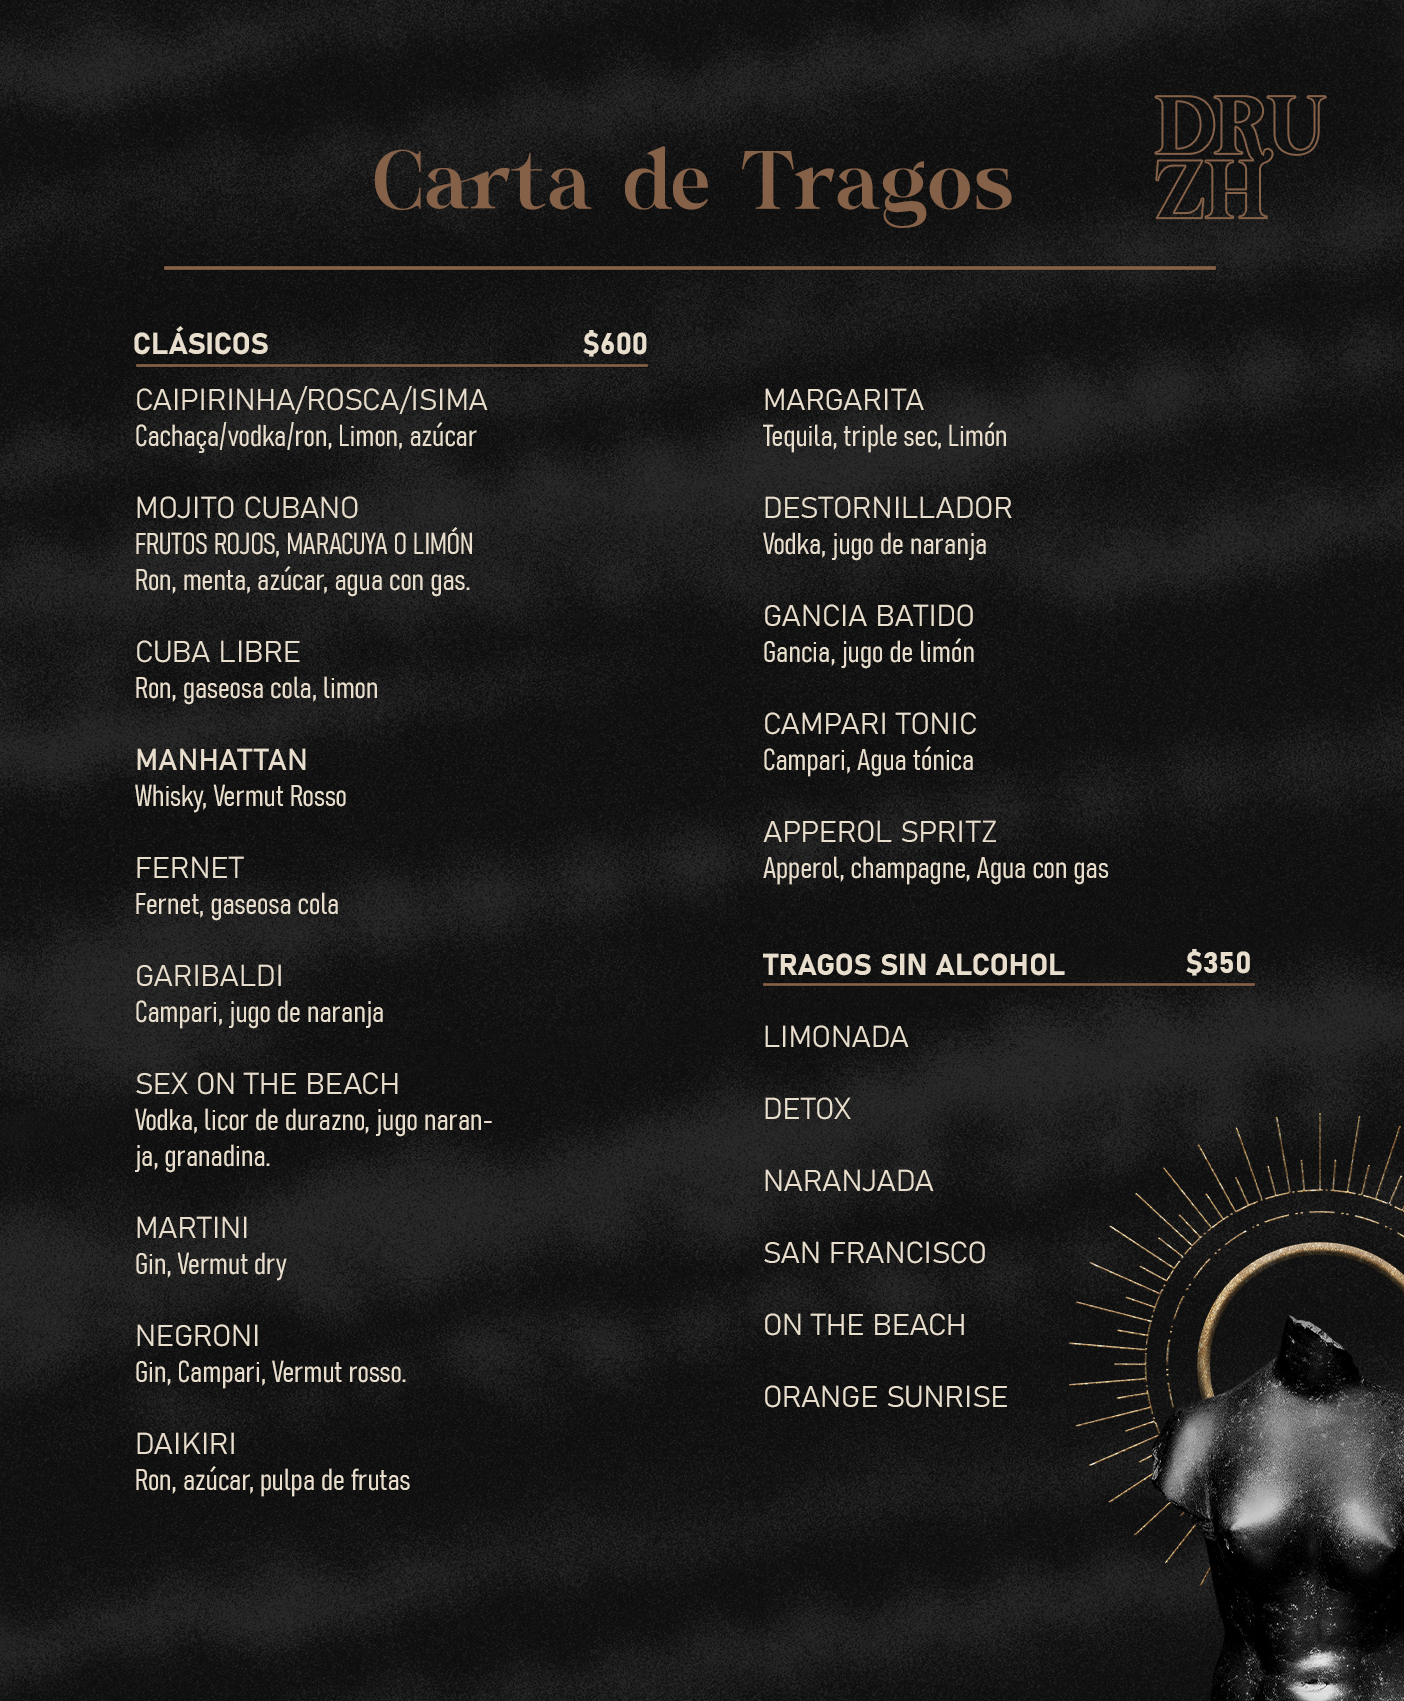 DRU
ZH
Carta de Tragos
CLÁSICOS $600
CAIPIRINHA/ROSCA/ISIMA
Cachaça/vodka/ron, Limon, azúcar
MOJITO CUBANO
FRUTOS ROJOS, MARACUYA O LIMÓN
Ron, menta, azúcar, agua con gas.
CUBA LIBRE
Ron, gaseosa cola, limon
MANHATTAN
Whisky, Vermut Rosso
FERNET
Fernet, gaseosa cola
GARIBALDI
Campari, jugo de naranja
SEX ON THE BEACH
Vodka, licor de durazno, jugo naran-
ja, granadina.
MARTINI
Gin, Vermut dry
NEGRONI
Gin, Campari, Vermut rosso.
DAIKIRI
Ron, azúcar, pulpa de frutas
MARGARITA
Tequila, triple sec, Limón
DESTORNILLADOR
Vodka, jugo de naranja
GANCIA BATIDO
Gancia, jugo de limón
CAMPARI TONIC
Campari, Agua tónica
APPEROL SPRITZ
Apperol, champagne, Agua con gas
TRAGOS SIN ALCOHOL $350
LIMONADA
DETOX
NARANJADA
SAN FRANCISCO
ON THE BEACH
ORANGE SUNRISE